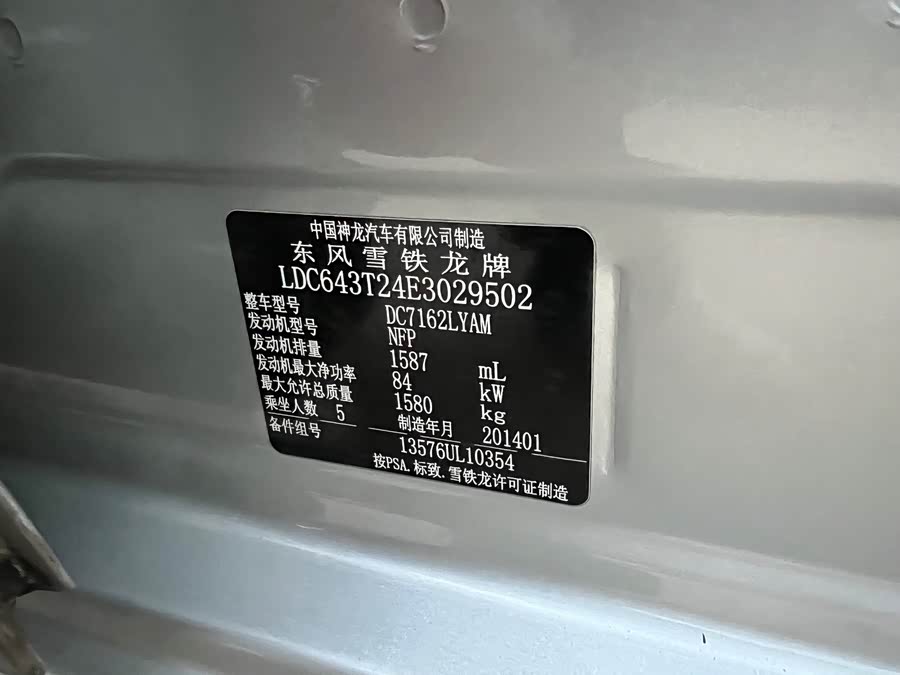 中国神龙汽车有限公司制造
东风雪铁龙牌
LDC643T24E3029502
整车型号 DC7162LYAM
发动机型号 NFP
发动机排量 1587 mL
发动机最大净功率 84 kW
最大允许总质量 1580 kg
乘坐人数 5 制造年月 201401
备件组号 13576UL10354
按PSA.标致.雪铁龙许可证制造